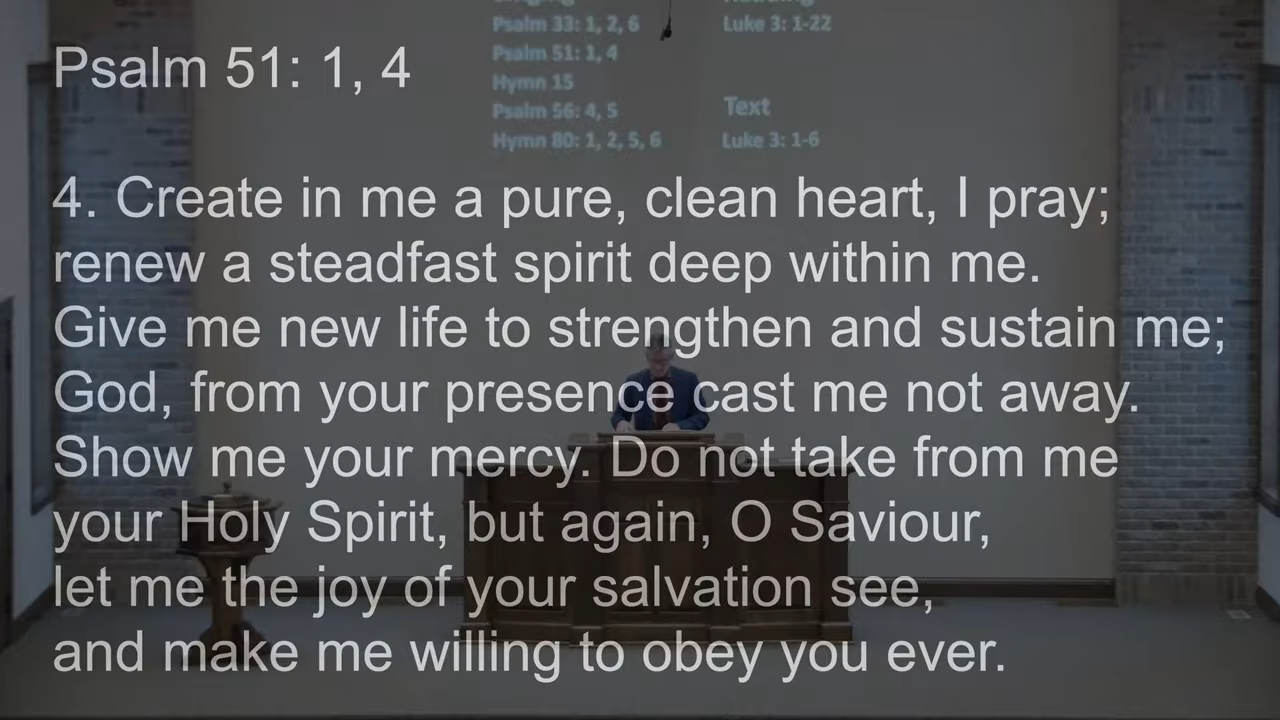 Psalm 33: 1, 2, 6
Luke 3: 1-22
Psalm 51: 1, 4
Hymn 15
Psalm 56: 4, 5
Text
Hymn 80: 1, 2, 5, 6
Luke 3: 1-6
Psalm 51: 1, 4
4. Create in me a pure, clean heart, I pray;
renew a steadfast spirit deep within me.
Give me new life to strengthen and sustain me;
God, from your presence cast me not away.
Show me your mercy. Do not take from me
your Holy Spirit, but again, O Saviour,
let me the joy of your salvation see,
and make me willing to obey you ever.